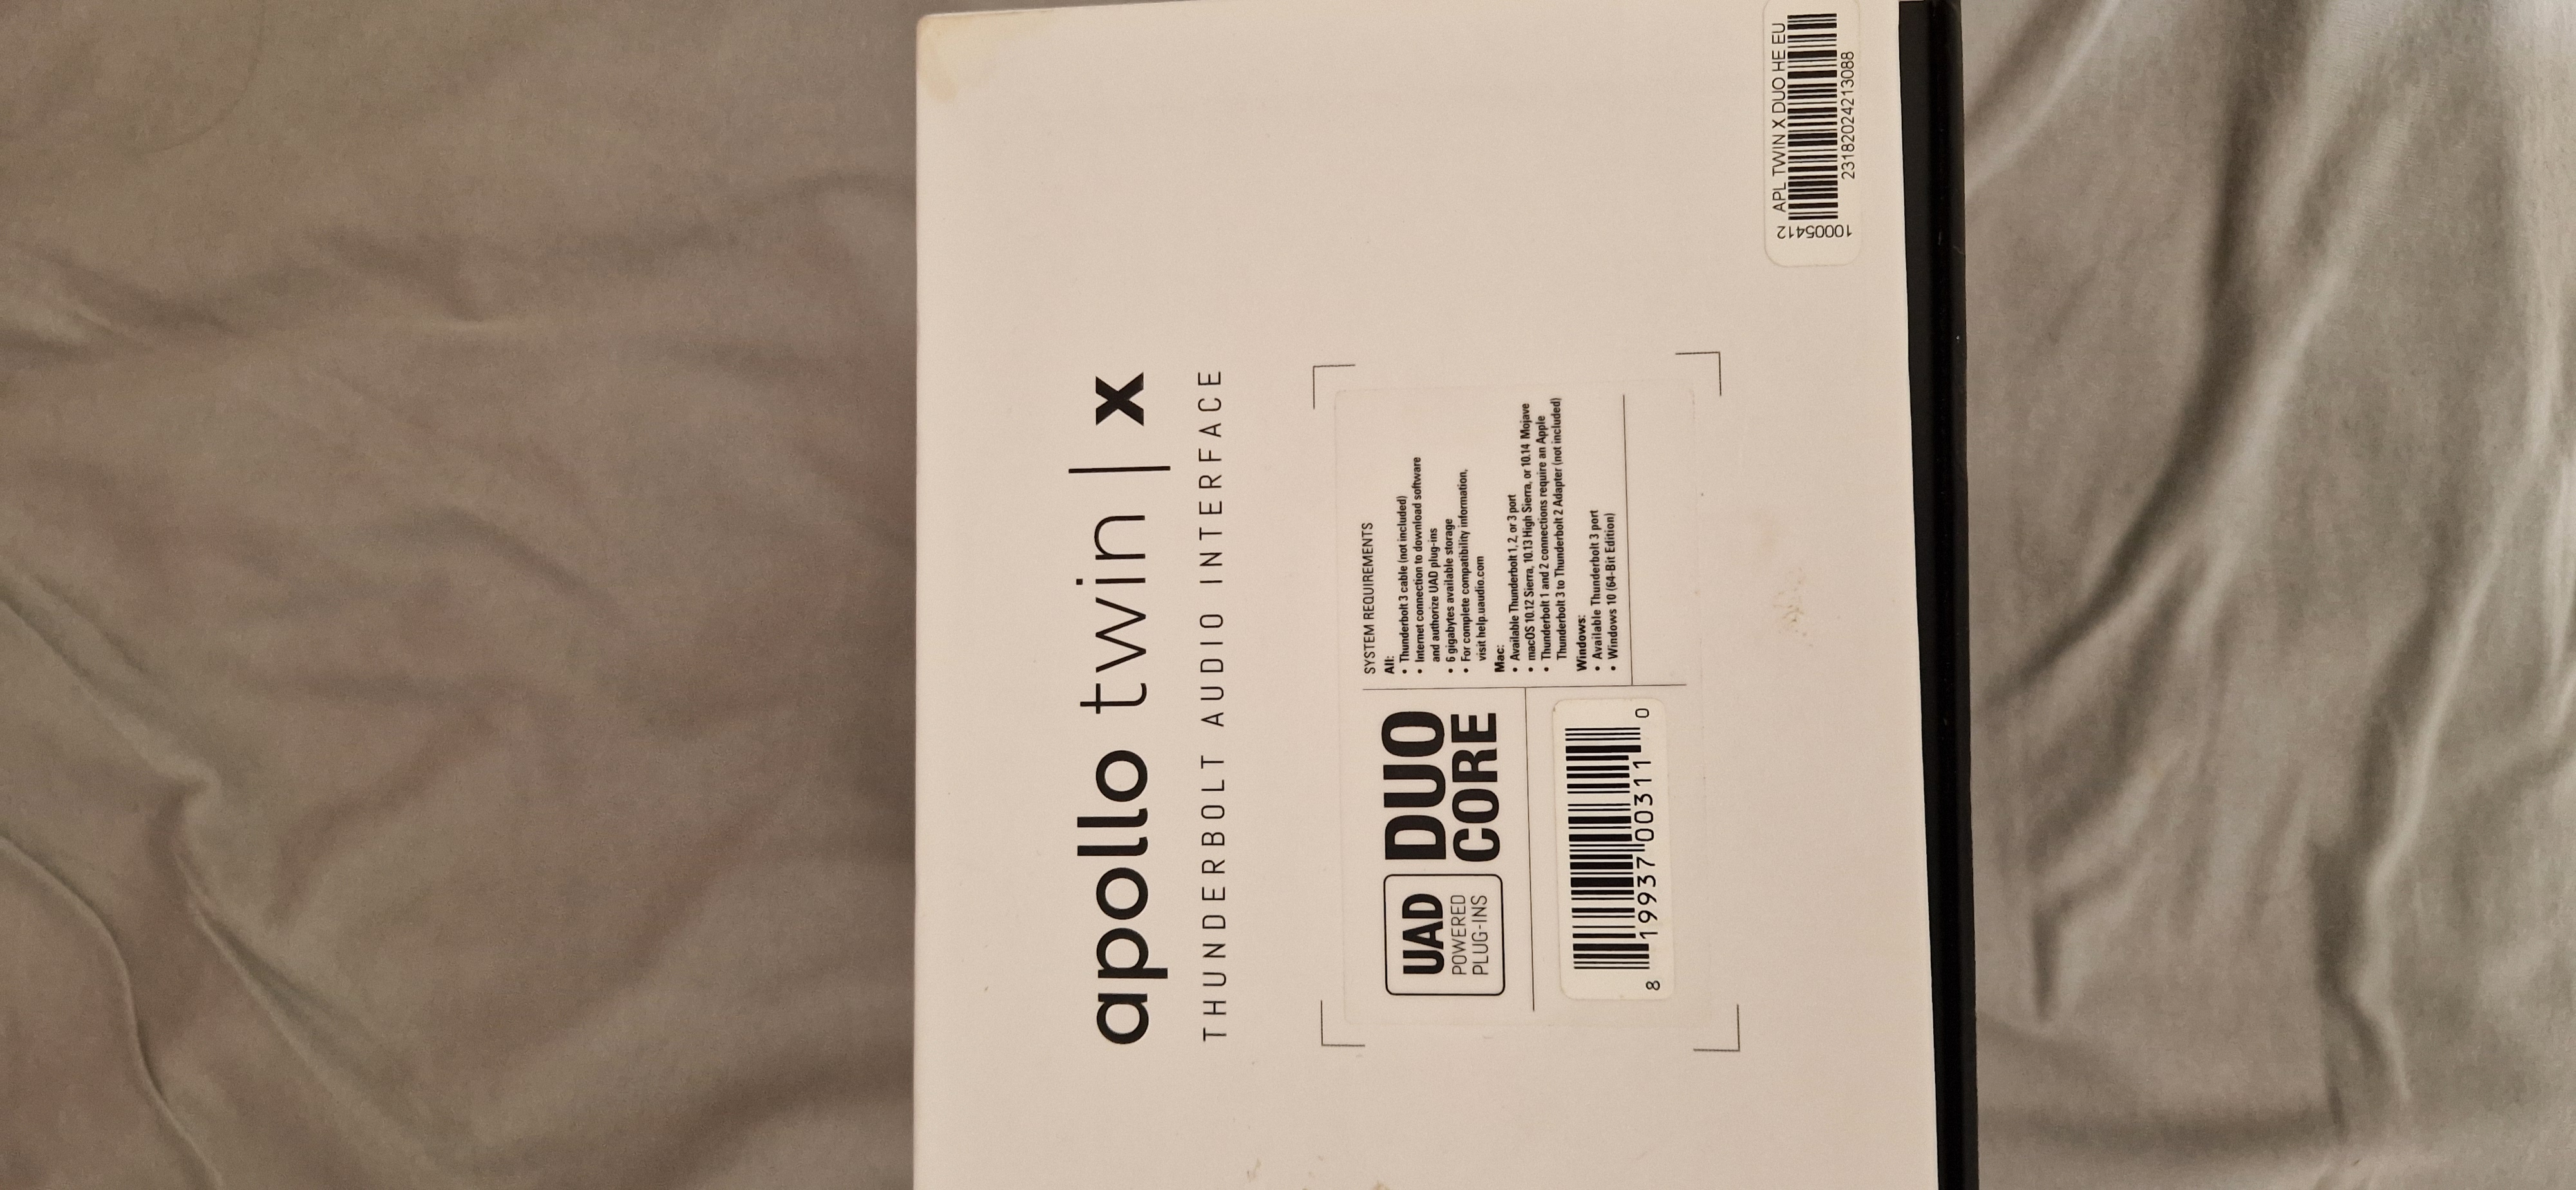 apollo twin | x
THUNDERBOLT AUDIO INTERFACE
UAD
POWERED
PLUG-INS
DUO
CORE
8 19937 00311 0
SYSTEM REQUIREMENTS
All:
• Thunderbolt 3 cable (not included)
• Internet connection to download software
and authorize UAD plug-ins
• 6 gigabytes available storage
• For complete compatibility information,
visit help.uaudio.com
Mac:
• Available Thunderbolt 1, 2, or 3 port
• macOS 10.12 Sierra, 10.13 High Sierra, or 10.14 Mojave
• Thunderbolt 1 and 2 connections require an Apple
Thunderbolt 3 to Thunderbolt 2 Adapter (not included)
Windows:
• Available Thunderbolt 3 port
• Windows 10 (64-Bit Edition)
10005412
APL TWIN X DUO HE EU
23182024213088